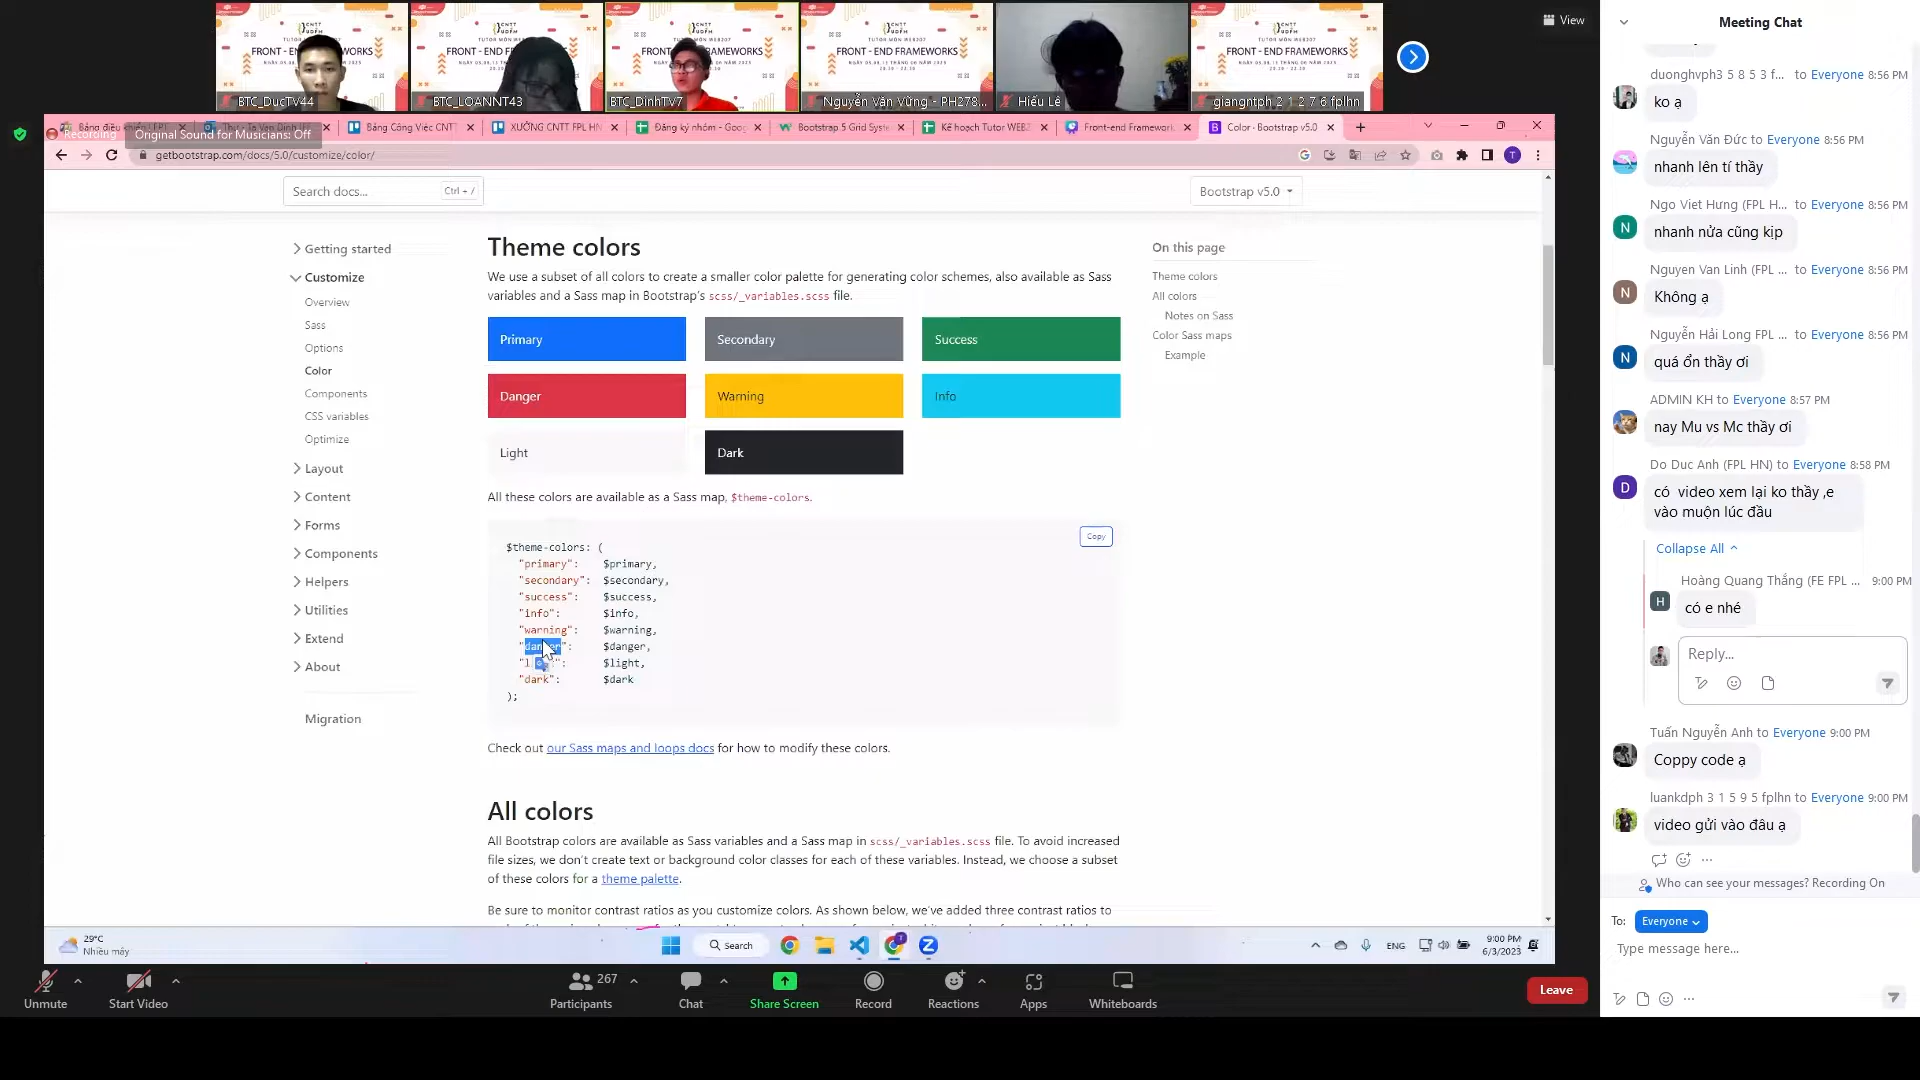 FRONT - END FRAMEWORKS
BTC_DucTV44
BTC_LOANNT43
FRONT - END FRAMEWORKS
BTC_DinhTV7
TUTOR MÔN WEB207
FRONT - END FRAMEWORKS
Nguyễn Văn Vững - PH278...
Hiếu Lê
TUTOR MÔN WEB207
FRONT - END FRAMEWORKS
giangntph 2 1 2 7 6 fplhn
View
Recording
Original Sound for Musicians: Off
Bảng Công Việc CNTT
XƯỞNG CNTT FPL HN
Đăng ký nhóm - Goog
Bootstrap 5 Grid Syste
Kế hoạch Tutor WEB2
Front-end Framework
Color · Bootstrap v5.0
getbootstrap.com/docs/5.0/customize/color/
Search docs...
Ctrl + /
Bootstrap v5.0
Getting started
Customize
Overview
Sass
Options
Color
Components
CSS variables
Optimize
Layout
Content
Forms
Components
Helpers
Utilities
Extend
About
Migration
Theme colors
We use a subset of all colors to create a smaller color palette for generating color schemes, also available as Sass
variables and a Sass map in Bootstrap's scss/_variables.scss file.
Primary
Secondary
Success
Danger
Warning
Info
Light
Dark
All these colors are available as a Sass map, $theme-colors.
Copy
$theme-colors: (
"primary": $primary,
"secondary": $secondary,
"success": $success,
"info": $info,
"warning": $warning,
$danger,
$light,
"dark": $dark
);
Check out our Sass maps and loops docs for how to modify these colors.
All colors
All Bootstrap colors are available as Sass variables and a Sass map in scss/_variables.scss file. To avoid increased
file sizes, we don't create text or background color classes for each of these variables. Instead, we choose a subset
of these colors for a theme palette.
Be sure to monitor contrast ratios as you customize colors. As shown below, we've added three contrast ratios to
On this page
Theme colors
All colors
Notes on Sass
Color Sass maps
Example
29°C
Nhiều mây
Search
ENG
9:00 PM
6/3/2023
Unmute
Start Video
267
Participants
Chat
Share Screen
Record
Reactions
Apps
Whiteboards
Leave
Meeting Chat
duonghvph3 5 8 5 3 f... to Everyone 8:56 PM
ko ạ
Nguyễn Văn Đức to Everyone 8:56 PM
nhanh lên tí thầy
Ngo Viet Hưng (FPL H... to Everyone 8:56 PM
nhanh nửa cũng kịp
Nguyen Van Linh (FPL ... to Everyone 8:56 PM
Không ạ
Nguyễn Hải Long FPL ... to Everyone 8:56 PM
quá ổn thầy ơi
ADMIN KH to Everyone 8:57 PM
nay Mu vs Mc thầy ơi
Do Duc Anh (FPL HN) to Everyone 8:58 PM
có video xem lại ko thầy ,e
vào muộn lúc đầu
Collapse All
Hoàng Quang Thắng (FE FPL ... 9:00 PM
có e nhé
Reply...
Tuấn Nguyễn Anh to Everyone 9:00 PM
Coppy code ạ
luankdph 3 1 5 9 5 fplhn to Everyone 9:00 PM
video gửi vào đâu ạ
Who can see your messages? Recording On
To: Everyone
Type message here...